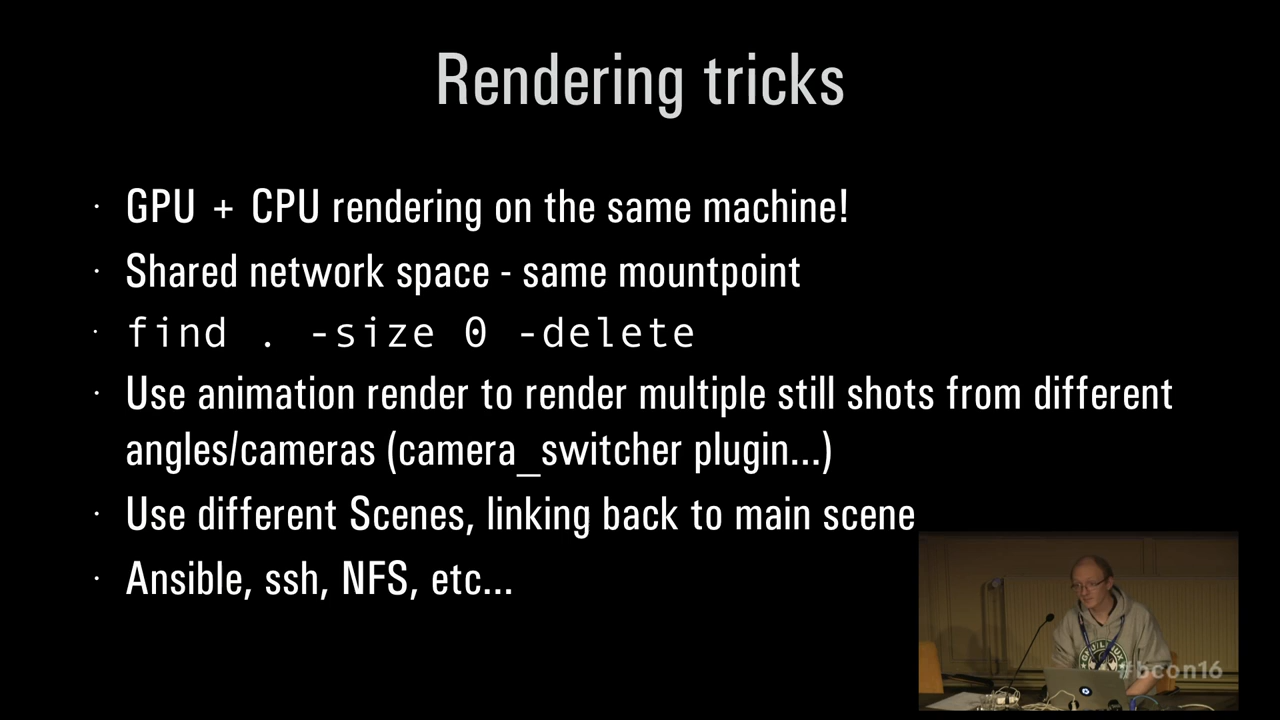 Rendering tricks
· GPU + CPU rendering on the same machine!
· Shared network space - same mountpoint
· find . -size 0 -delete
· Use animation render to render multiple still shots from different
angles/cameras (camera_switcher plugin...)
· Use different Scenes, linking back to main scene
· Ansible, ssh, NFS, etc...
GNU/LINUX
#bcon16